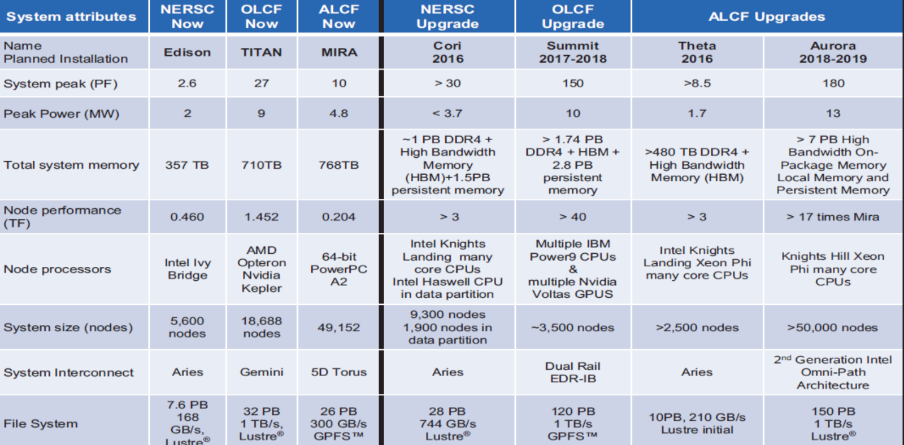 System attributes
NERSC
Now
OLCF
Now
ALCF
Now
NERSC
Upgrade
OLCF
Upgrade
ALCF Upgrades
Name
Planned Installation
Edison
TITAN
MIRA
Cori
2016
Summit
2017-2018
Theta
2016
Aurora
2018-2019
System peak (PF)
2.6
27
10
> 30
150
>8.5
180
Peak Power (MW)
2
9
4.8
< 3.7
10
1.7
13
Total system memory
357 TB
710TB
768TB
~1 PB DDR4 +
High Bandwidth
Memory
(HBM)+1.5PB
persistent memory
> 1.74 PB
DDR4 + HBM +
2.8 PB
persistent
memory
>480 TB DDR4 +
High Bandwidth
Memory (HBM)
> 7 PB High
Bandwidth On-
Package Memory
Local Memory and
Persistent Memory
Node performance
(TF)
0.460
1.452
0.204
> 3
> 40
> 3
> 17 times Mira
Node processors
Intel Ivy
Bridge
AMD
Opteron
Nvidia
Kepler
64-bit
PowerPC
A2
Intel Knights
Landing many
core CPUs
Intel Haswell CPU
in data partition
Multiple IBM
Power9 CPUs
&
multiple Nvidia
Voltas GPUS
Intel Knights
Landing Xeon Phi
many core CPUs
Knights Hill Xeon
Phi many core
CPUs
System size (nodes)
5,600
nodes
18,688
nodes
49,152
9,300 nodes
1,900 nodes in
data partition
~3,500 nodes
>2,500 nodes
>50,000 nodes
System Interconnect
Aries
Gemini
5D Torus
Aries
Dual Rail
EDR-IB
Aries
2nd Generation Intel
Omni-Path
Architecture
File System
7.6 PB
168
GB/s,
Lustre®
32 PB
1 TB/s,
Lustre®
26 PB
300 GB/s
GPFS™
28 PB
744 GB/s
Lustre®
120 PB
1 TB/s
GPFS™
10PB, 210 GB/s
Lustre initial
150 PB
1 TB/s
Lustre®